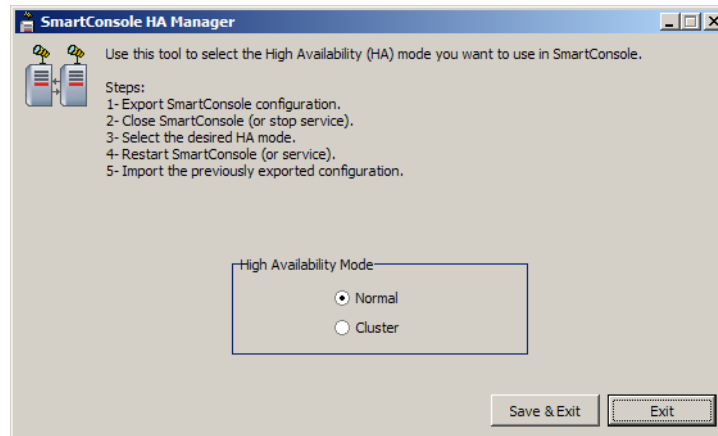 SmartConsole HA Manager
Use this tool to select the High Availability (HA) mode you want to use in SmartConsole.
Steps:
1- Export SmartConsole configuration.
2- Close SmartConsole (or stop service).
3- Select the desired HA mode.
4- Restart SmartConsole (or service).
5- Import the previously exported configuration.
High Availability Mode
Normal
Cluster
Save & Exit
Exit